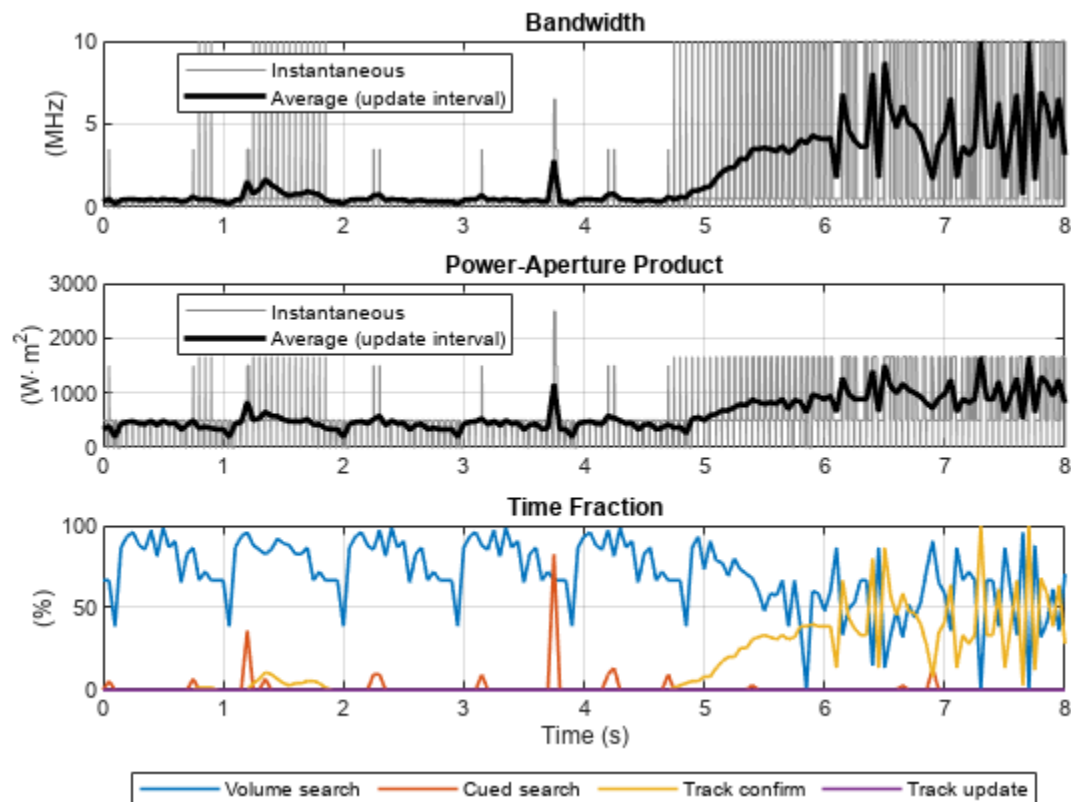 Bandwidth
10
5
0
(MHz)
Instantaneous
Average (update interval)
0 1 2 3 4 5 6 7 8
Power-Aperture Product
3000
2000
1000
0
(W· m²)
Instantaneous
Average (update interval)
0 1 2 3 4 5 6 7 8
Time Fraction
100
50
0
(%)
0 1 2 3 4 5 6 7 8
Time (s)
Volume search Cued search Track confirm Track update